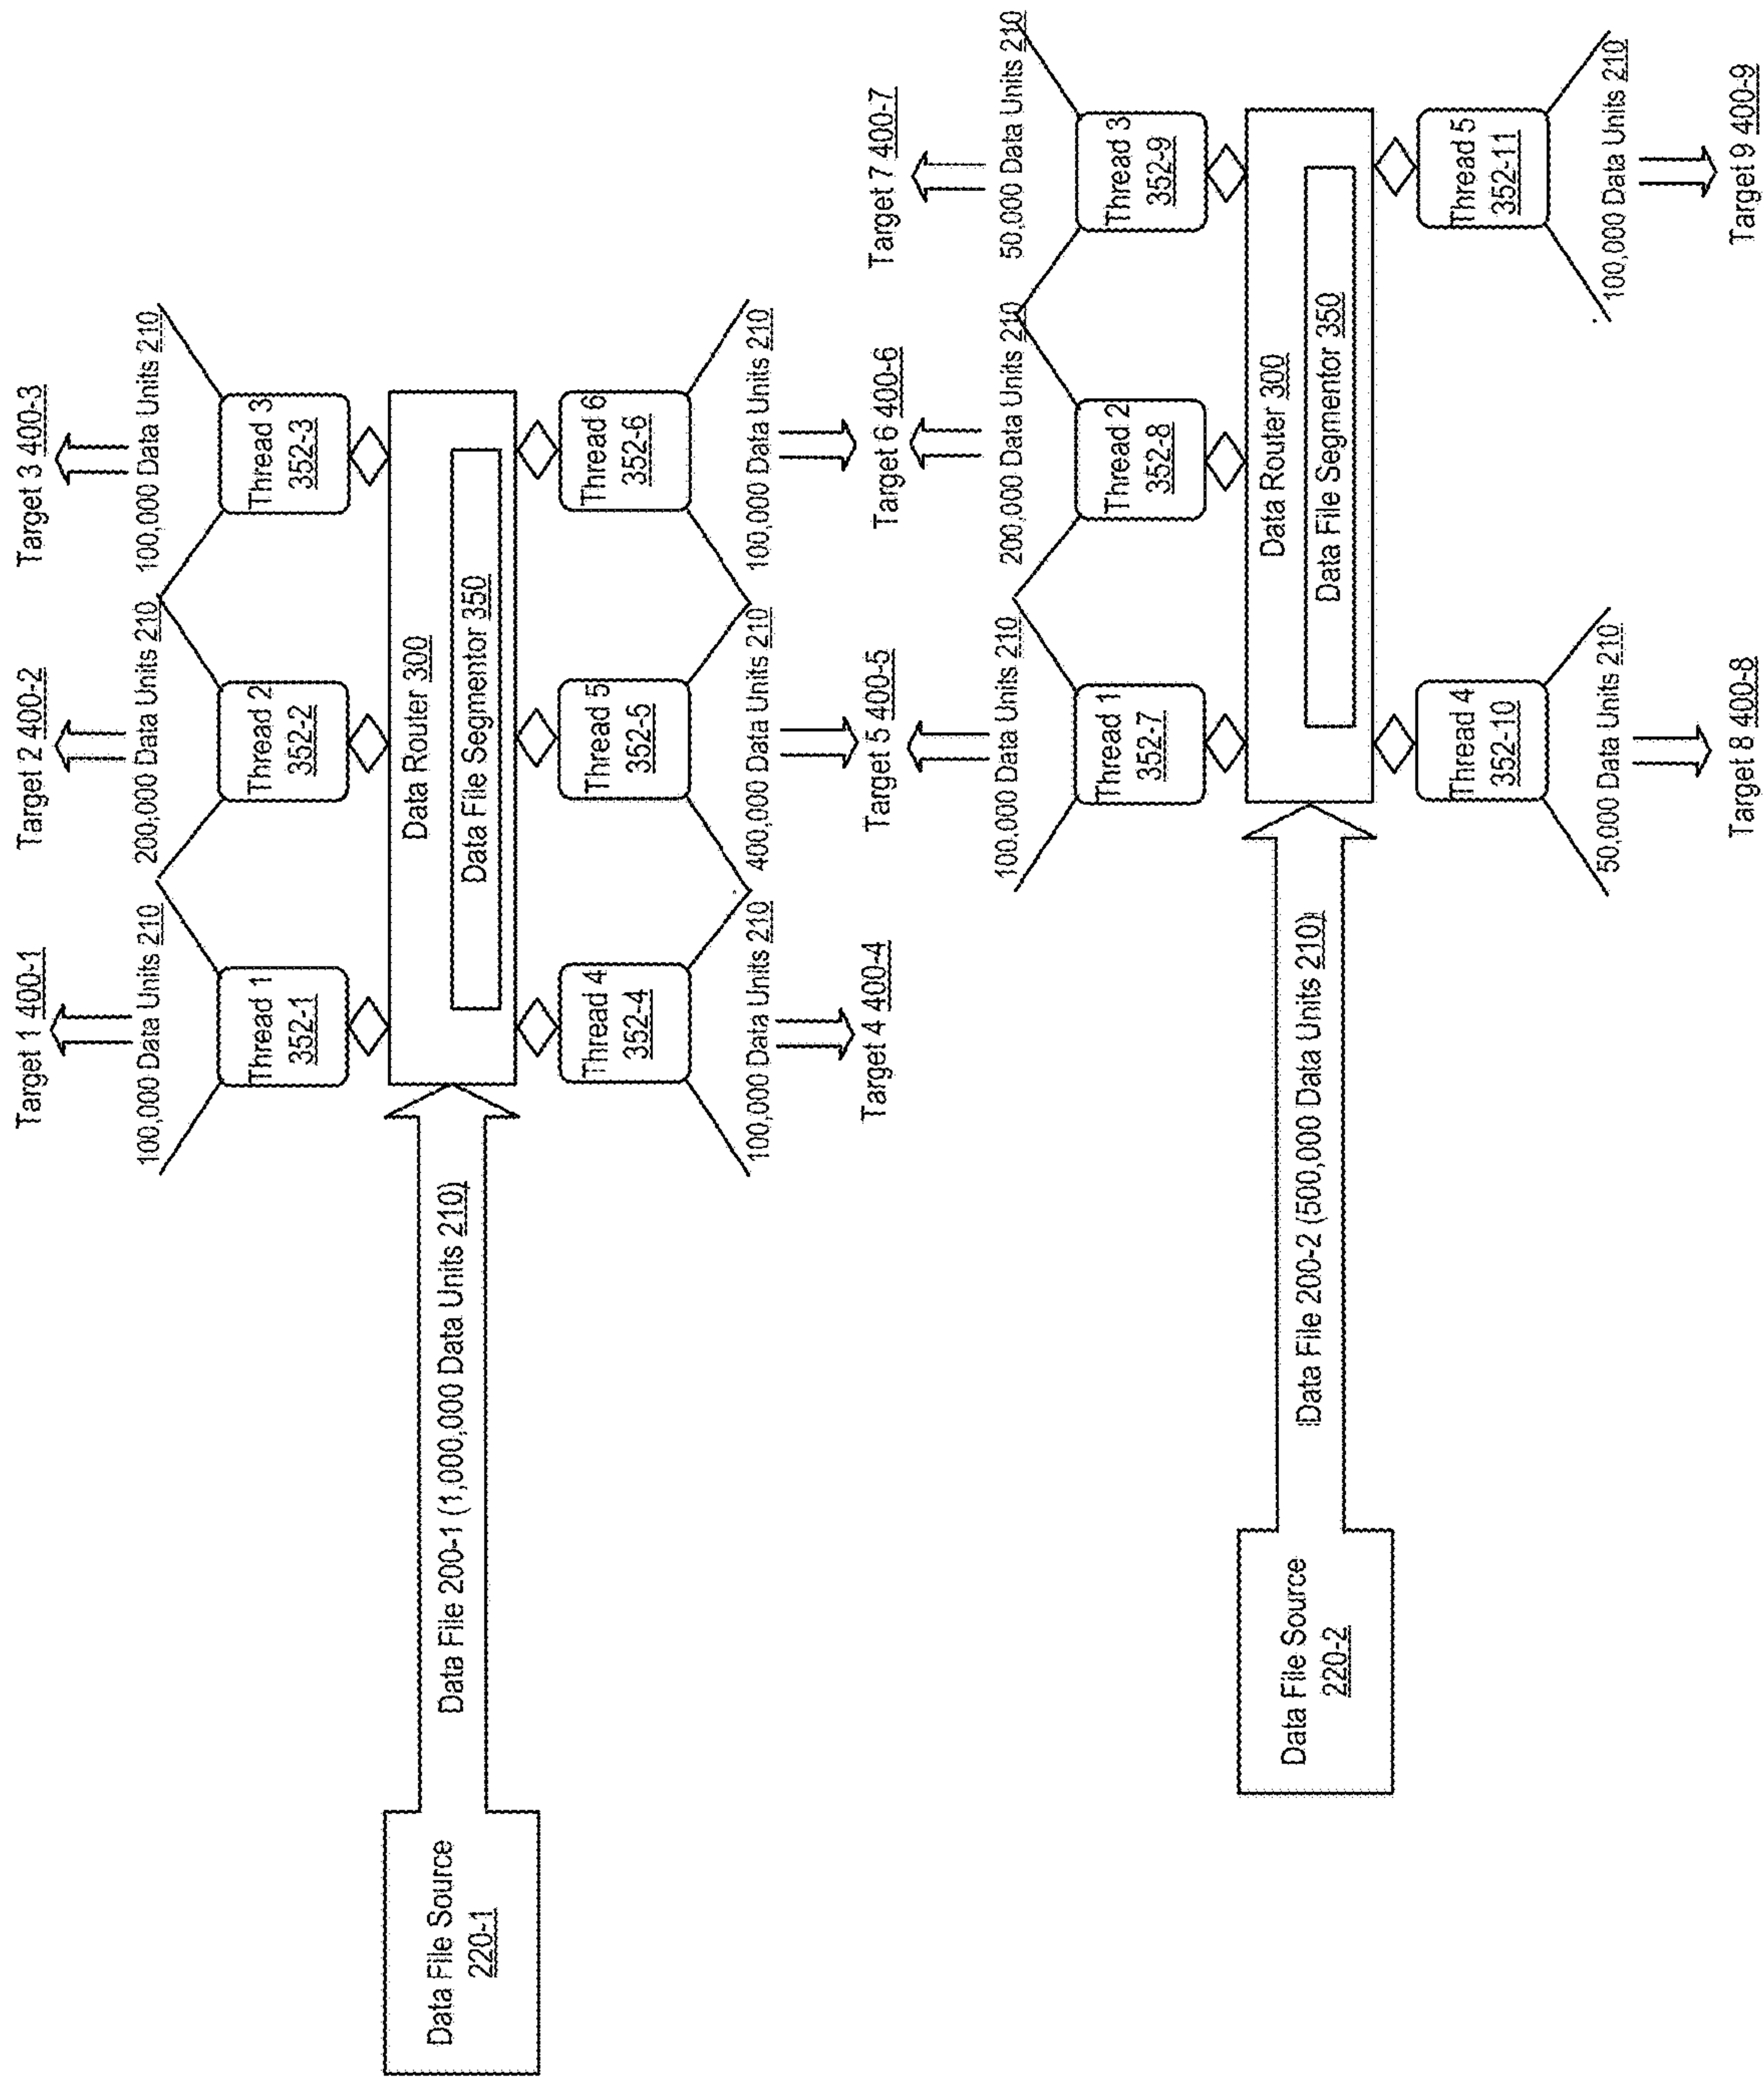 Target 1 400-1
Target 2 400-2
Target 3 400-3
100,000 Data Units 210
200,000 Data Units 210
100,000 Data Units 210
Thread 1
352-1
Thread 2
352-2
Thread 3
352-3
Data File Source
220-1
Data File 200-1 (1,000,000 Data Units 210)
Data Router 300
Data File Segmentor 350
Thread 4
352-4
Thread 5
352-5
Thread 6
352-6
100,000 Data Units 210
400,000 Data Units 210
100,000 Data Units 210
Target 4 400-4
Target 5 400-5
Target 6 400-6
Target 7 400-7
100,000 Data Units 210
200,000 Data Units 210
50,000 Data Units 210
Thread 1
352-7
Thread 2
352-8
Thread 3
352-9
Data File Source
220-2
Data File 200-2 (500,000 Data Units 210)
Data Router 300
Data File Segmentor 350
Thread 4
352-10
Thread 5
352-11
50,000 Data Units 210
100,000 Data Units 210
Target 8 400-8
Target 9 400-9